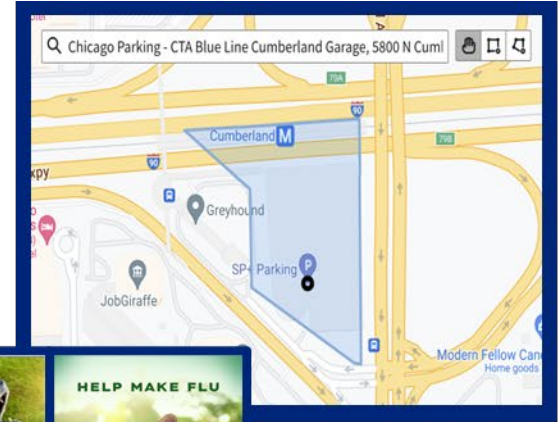 Chicago Parking - CTA Blue Line Cumberland Garage, 5800 N Cuml
79A
90
Cumberland M
79B
90
xpy
Greyhound
SP+ Parking P
JobGiraffe
Modern Fellow Can
Home goods
HELP MAKE FLU